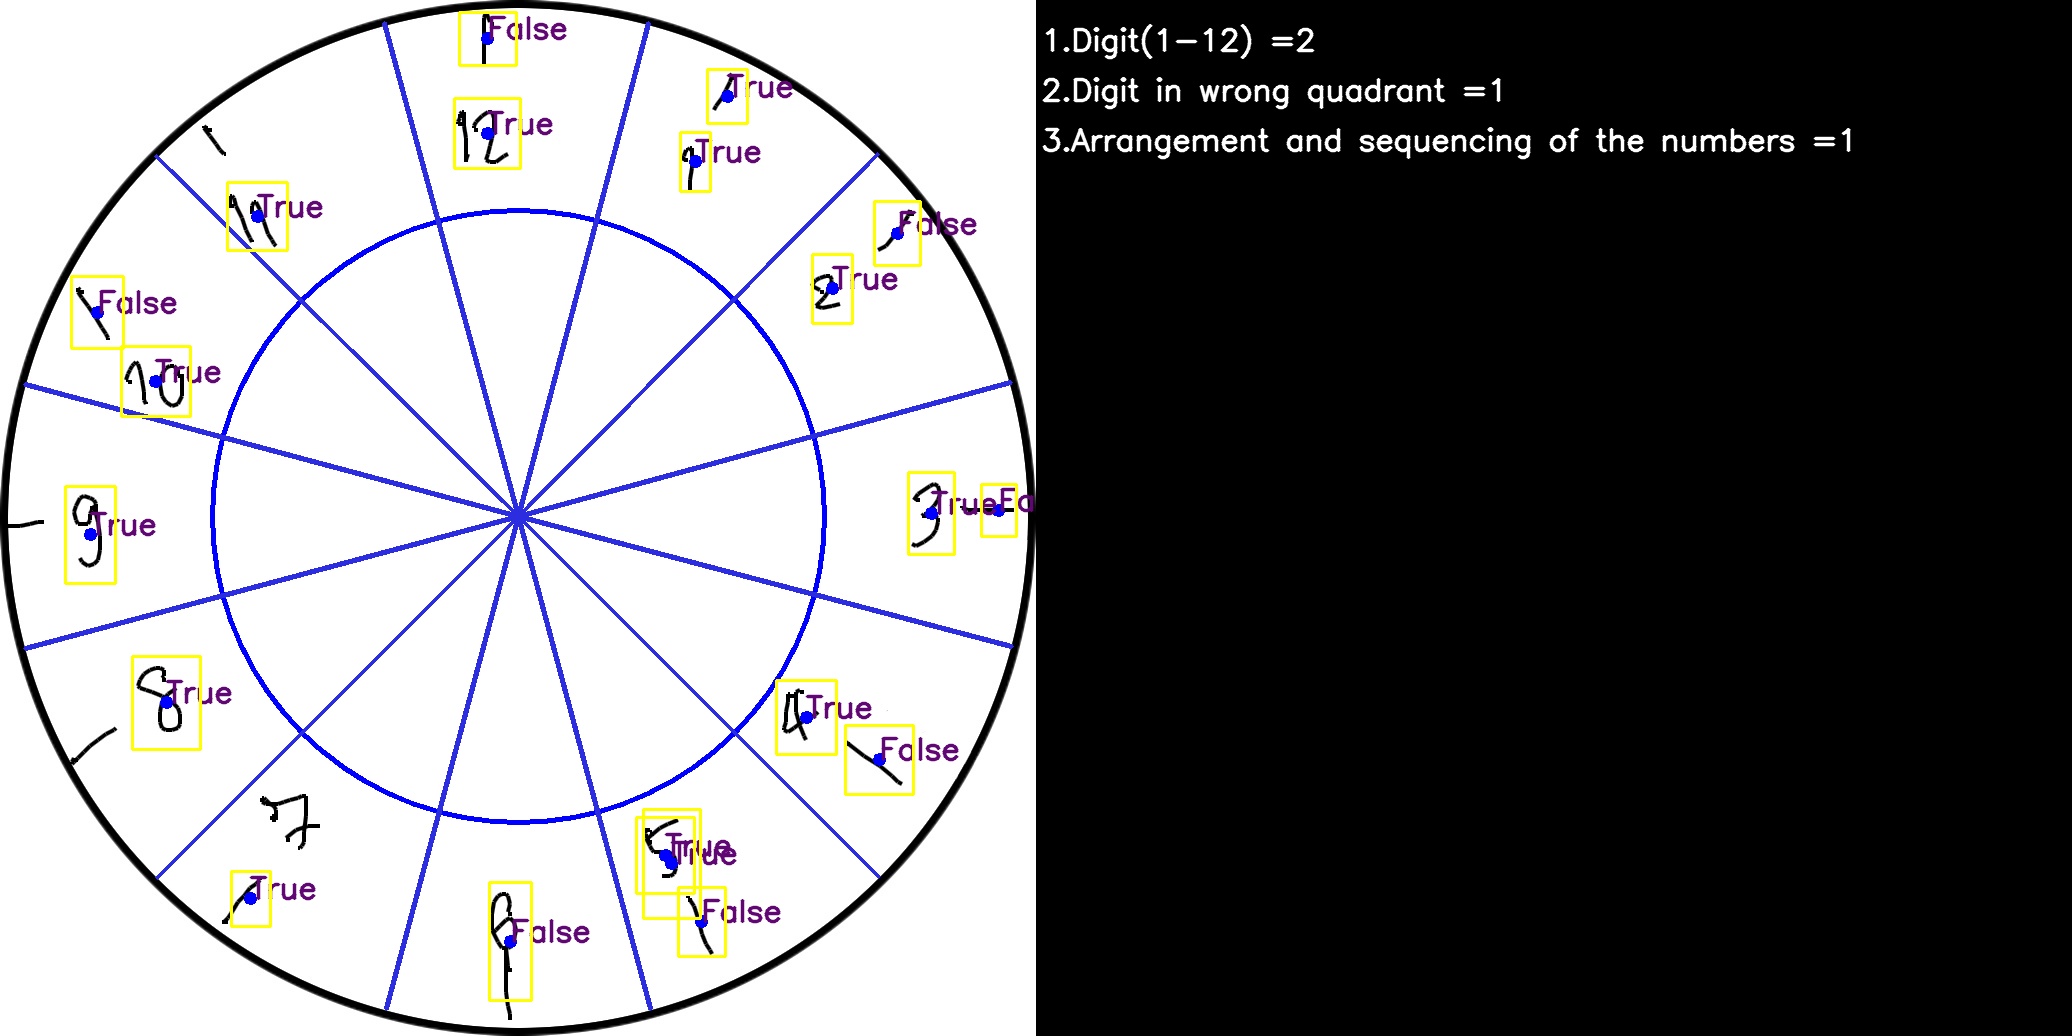 False
True
12 True
1 True
False
2 True
11 True
False
10 True
3 True Fa
9 True
8 True
4 True
False
7
5 True
True
True
False
6 False
1.Digit(1-12) =2
2.Digit in wrong quadrant =1
3.Arrangement and sequencing of the numbers =1